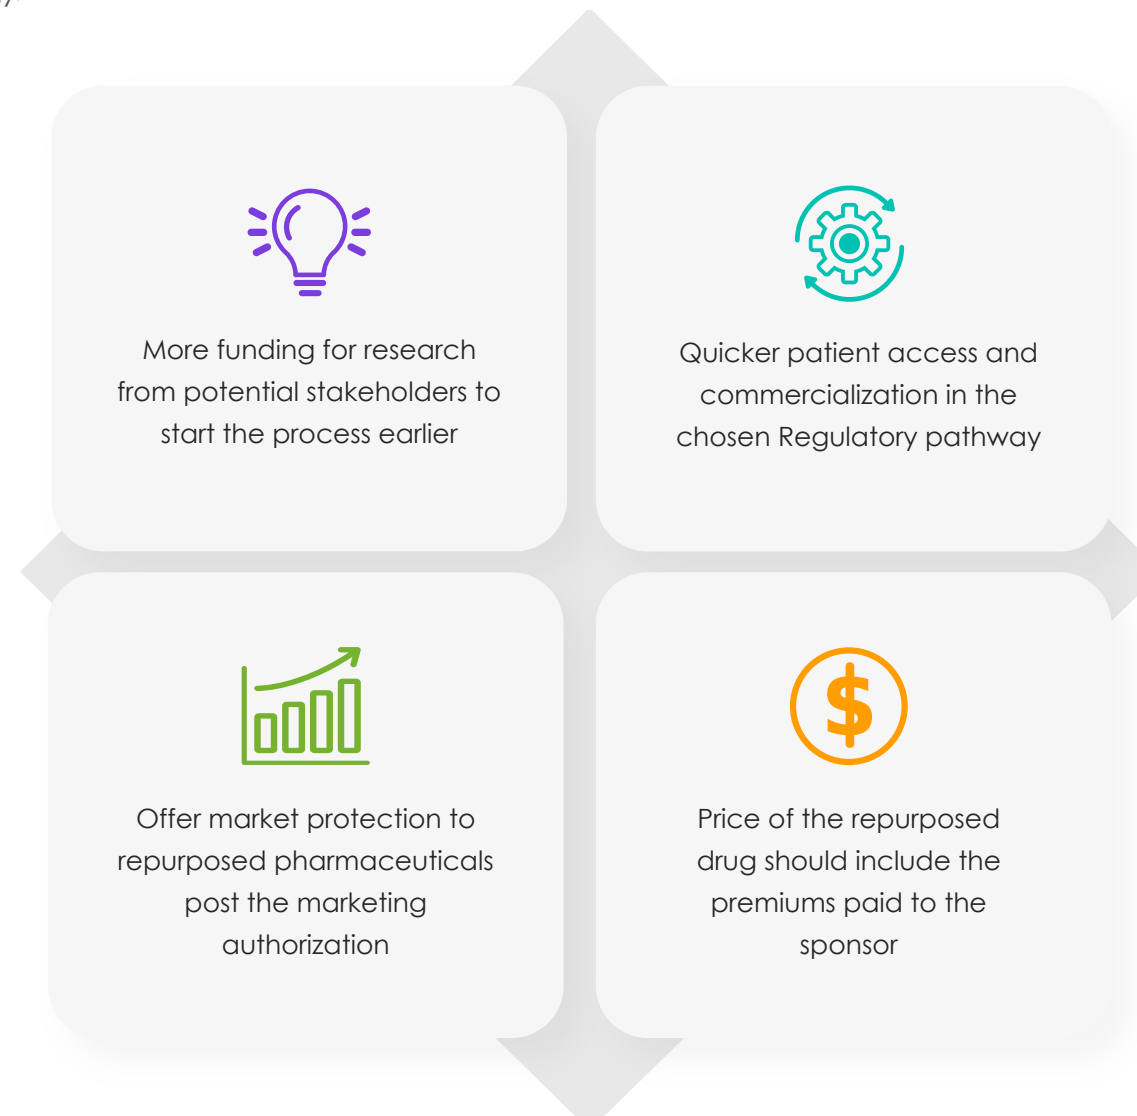 More funding for research
from potential stakeholders to
start the process earlier
Quicker patient access and
commercialization in the
chosen Regulatory pathway
Offer market protection to
repurposed pharmaceuticals
post the marketing
authorization
Price of the repurposed
drug should include the
premiums paid to the
sponsor